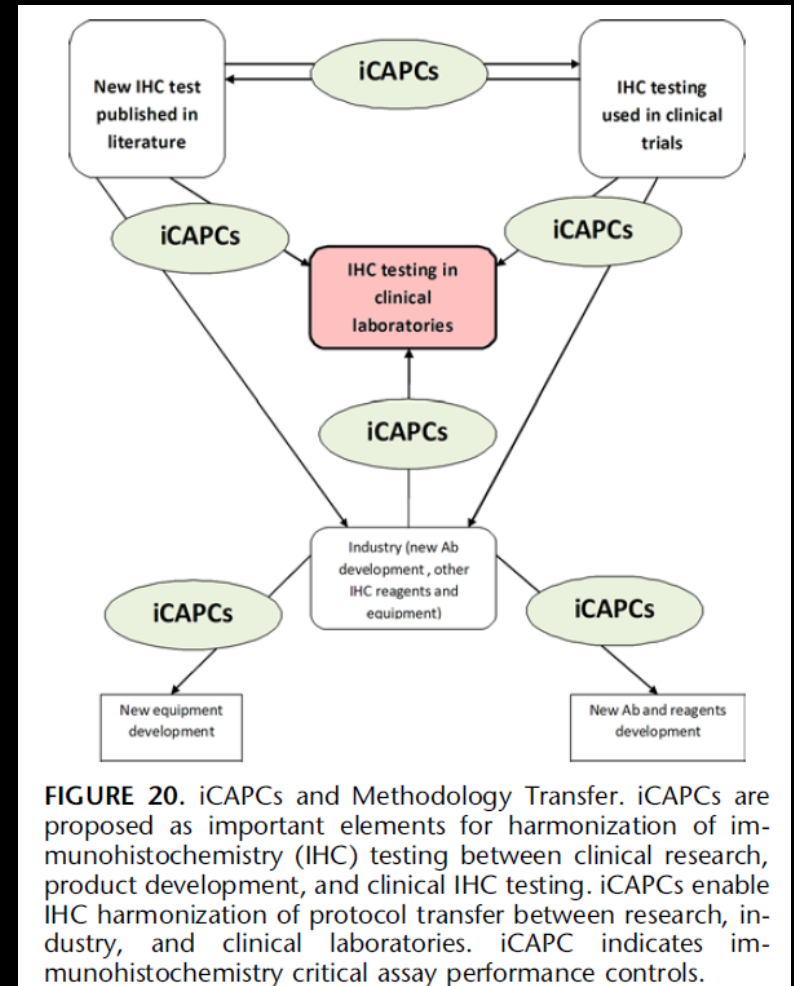 iCAPCs
New IHC test
published in
literature
IHC testing
used in clinical
trials
iCAPCs
iCAPCs
IHC testing in
clinical
laboratories
iCAPCs
Industry (new Ab
development , other
IHC reagents and
equipment)
iCAPCs
iCAPCs
New equipment
development
New Ab and reagents
development
FIGURE 20. iCAPCs and Methodology Transfer. iCAPCs are
proposed as important elements for harmonization of im-
munohistochemistry (IHC) testing between clinical research,
product development, and clinical IHC testing. iCAPCs enable
IHC harmonization of protocol transfer between research, in-
dustry, and clinical laboratories. iCAPC indicates im-
munohistochemistry critical assay performance controls.